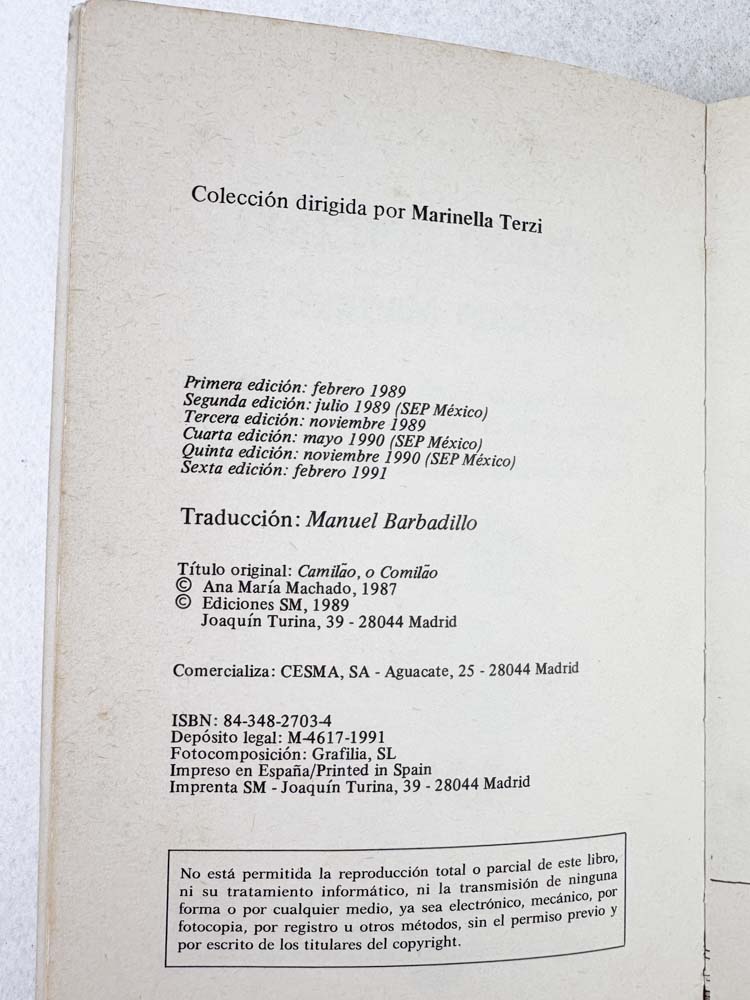 Colección dirigida por Marinella Terzi
Primera edición: febrero 1989
Segunda edición: julio 1989 (SEP México)
Tercera edición: noviembre 1989
Cuarta edición: mayo 1990 (SEP México)
Quinta edición: noviembre 1990 (SEP México)
Sexta edición: febrero 1991
Traducción: Manuel Barbadillo
Título original: Camilão, o Comilão
© Ana María Machado, 1987
© Ediciones SM, 1989
Joaquín Turina, 39 - 28044 Madrid
Comercializa: CESMA, SA - Aguacate, 25 - 28044 Madrid
ISBN: 84-348-2703-4
Depósito legal: M-4617-1991
Fotocomposición: Grafilia, SL
Impreso en España/Printed in Spain
Imprenta SM - Joaquín Turina, 39 - 28044 Madrid
No está permitida la reproducción total o parcial de este libro,
ni su tratamiento informático, ni la transmisión de ninguna
forma o por cualquier medio, ya sea electrónico, mecánico, por
fotocopia, por registro u otros métodos, sin el permiso previo y
por escrito de los titulares del copyright.